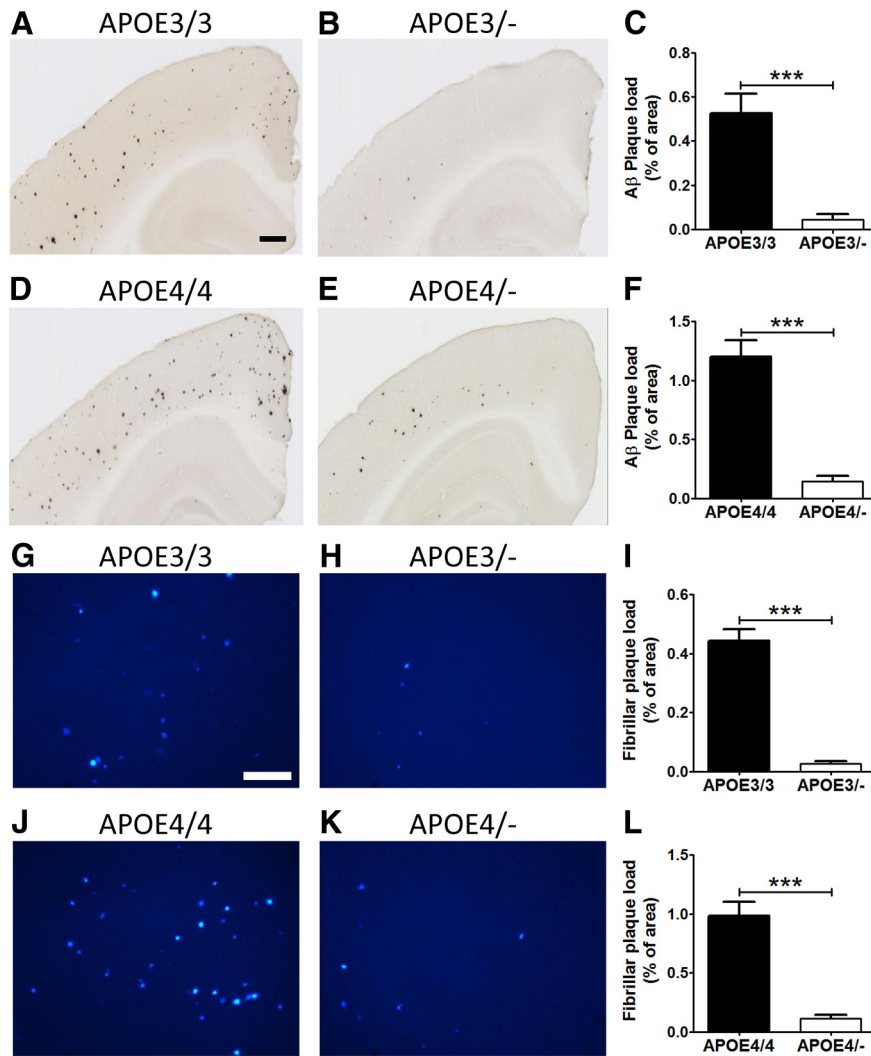 A APOE3/3
B APOE3/-
C
Aβ Plaque load
(% of area)
0.8
0.6
0.4
0.2
0.0
***
APOE3/3 APOE3/-
D APOE4/4
E APOE4/-
F
Aβ Plaque load
(% of area)
1.5
1.0
0.5
0.0
***
APOE4/4 APOE4/-
G APOE3/3
H APOE3/-
I
Fibrillar plaque load
(% of area)
0.6
0.4
0.2
0.0
***
APOE3/3 APOE3/-
J APOE4/4
K APOE4/-
L
Fibrillar plaque load
(% of area)
1.5
1.0
0.5
0.0
***
APOE4/4 APOE4/-